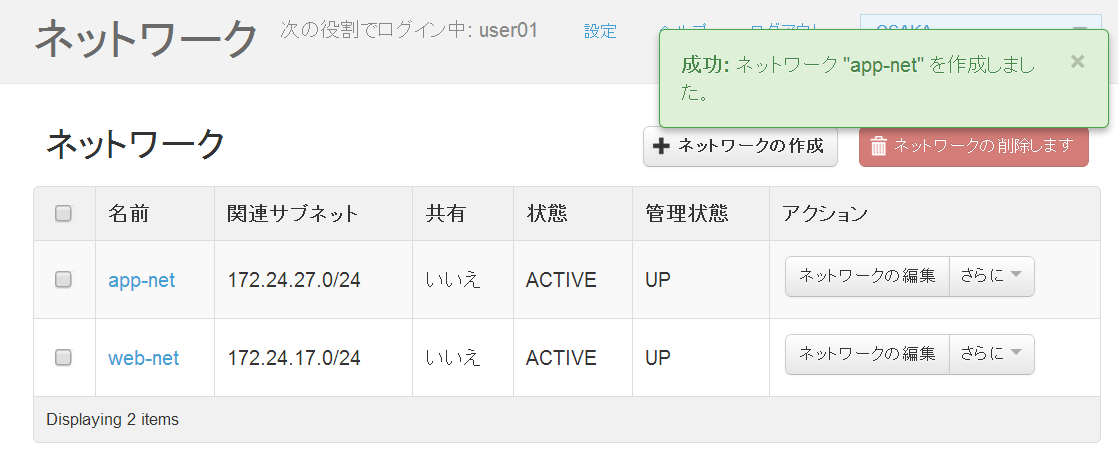 ネットワーク 次の役割でログイン中: user01 設定
成功: ネットワーク "app-net" を作成しまし
た。
ネットワーク ネットワークの作成 ネットワークの削除します
名前 関連サブネット 共有 状態 管理状態 アクション
app-net 172.24.27.0/24 いいえ ACTIVE UP ネットワークの編集 さらに
web-net 172.24.17.0/24 いいえ ACTIVE UP ネットワークの編集 さらに
Displaying 2 items